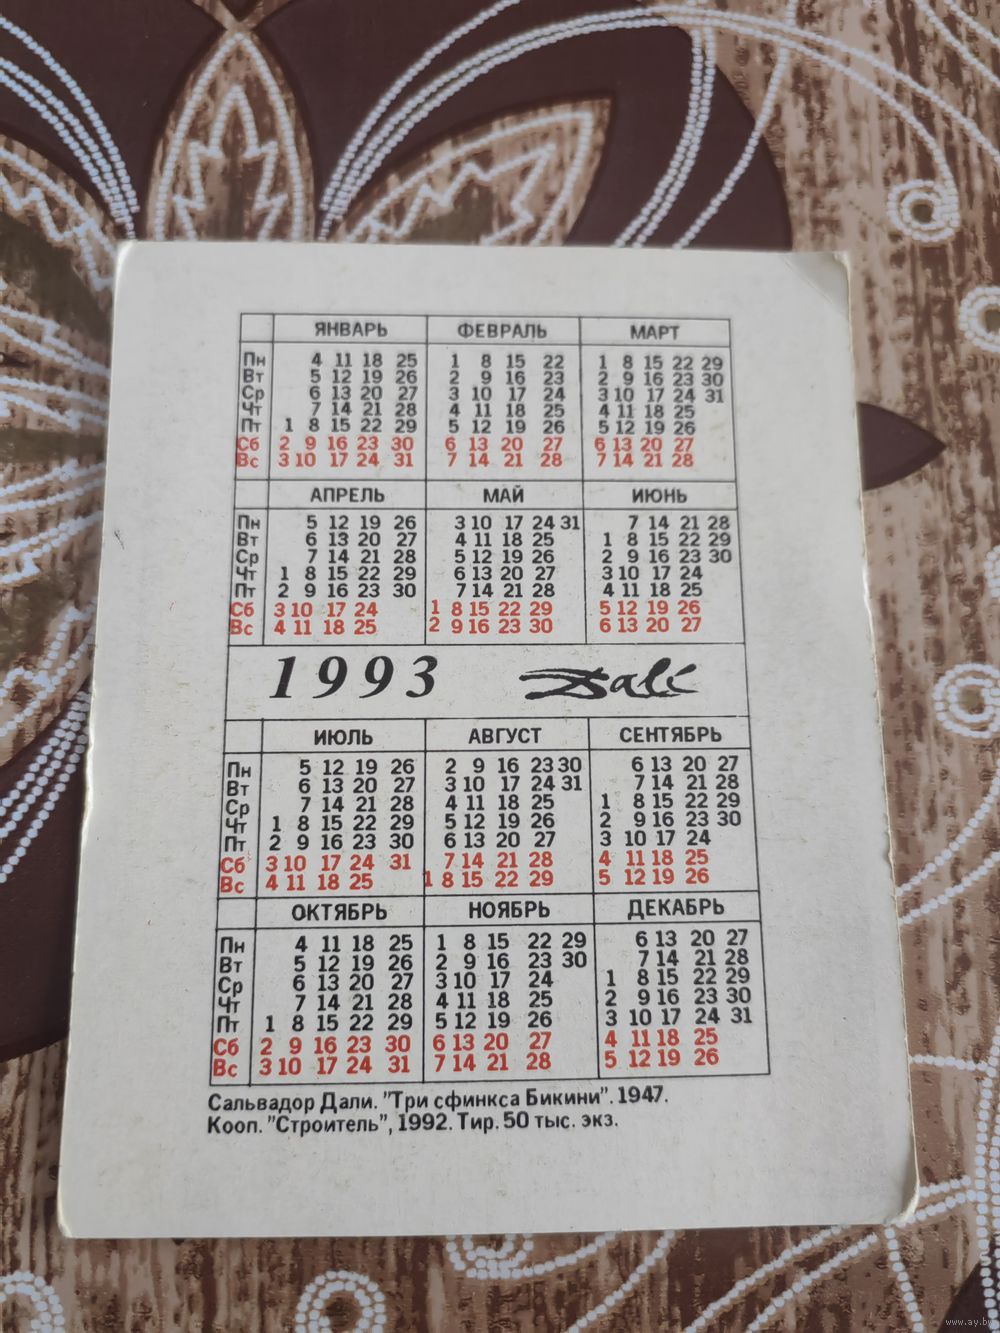 ЯНВАРЬ ФЕВРАЛЬ МАРТ
Пн 4 11 18 25 1 8 15 22 1 8 15 22 29
Вт 5 12 19 26 2 9 16 23 2 9 16 23 30
Ср 6 13 20 27 3 10 17 24 3 10 17 24 31
Чт 7 14 21 28 4 11 18 25 4 11 18 25
Пт 1 8 15 22 29 5 12 19 26 5 12 19 26
Сб 2 9 16 23 30 6 13 20 27 6 13 20 27
Вс 3 10 17 24 31 7 14 21 28 7 14 21 28
АПРЕЛЬ МАЙ ИЮНЬ
Пн 5 12 19 26 3 10 17 24 31 7 14 21 28
Вт 6 13 20 27 4 11 18 25 1 8 15 22 29
Ср 7 14 21 28 5 12 19 26 2 9 16 23 30
Чт 1 8 15 22 29 6 13 20 27 3 10 17 24
Пт 2 9 16 23 30 7 14 21 28 4 11 18 25
Сб 3 10 17 24 1 8 15 22 29 5 12 19 26
Вс 4 11 18 25 2 9 16 23 30 6 13 20 27
1993 Dalí
ИЮЛЬ АВГУСТ СЕНТЯБРЬ
Пн 5 12 19 26 2 9 16 23 30 6 13 20 27
Вт 6 13 20 27 3 10 17 24 31 7 14 21 28
Ср 7 14 21 28 4 11 18 25 1 8 15 22 29
Чт 1 8 15 22 29 5 12 19 26 2 9 16 23 30
Пт 2 9 16 23 30 6 13 20 27 3 10 17 24
Сб 3 10 17 24 31 7 14 21 28 4 11 18 25
Вс 4 11 18 25 1 8 15 22 29 5 12 19 26
ОКТЯБРЬ НОЯБРЬ ДЕКАБРЬ
Пн 4 11 18 25 1 8 15 22 29 6 13 20 27
Вт 5 12 19 26 2 9 16 23 30 7 14 21 28
Ср 6 13 20 27 3 10 17 24 1 8 15 22 29
Чт 7 14 21 28 4 11 18 25 2 9 16 23 30
Пт 1 8 15 22 29 5 12 19 26 3 10 17 24 31
Сб 2 9 16 23 30 6 13 20 27 4 11 18 25
Вс 3 10 17 24 31 7 14 21 28 5 12 19 26
Сальвадор Дали. "Три сфинкса Бикини". 1947.
Кооп. "Строитель", 1992. Тир. 50 тыс. экз.
www.ay.by